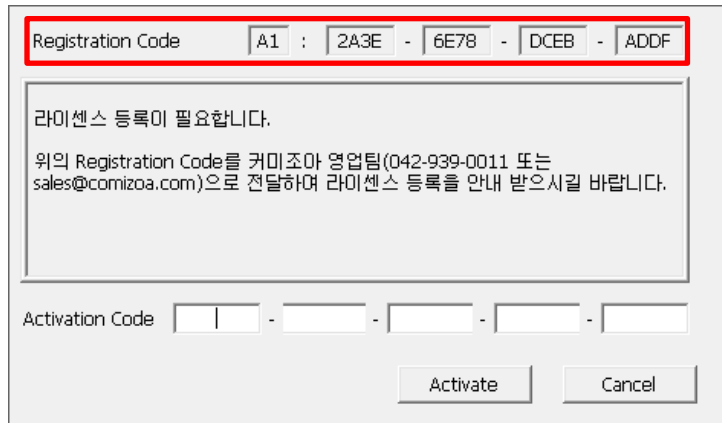 Registration Code A1 : 2A3E - 6E78 - DCEB - ADDF
라이센스 등록이 필요합니다.
위의 Registration Code를 커미조아 영업팀(042-939-0011 또는
sales@comizoa.com)으로 전달하여 라이센스 등록을 안내 받으시길 바랍니다.
Activation Code - - - -
Activate Cancel